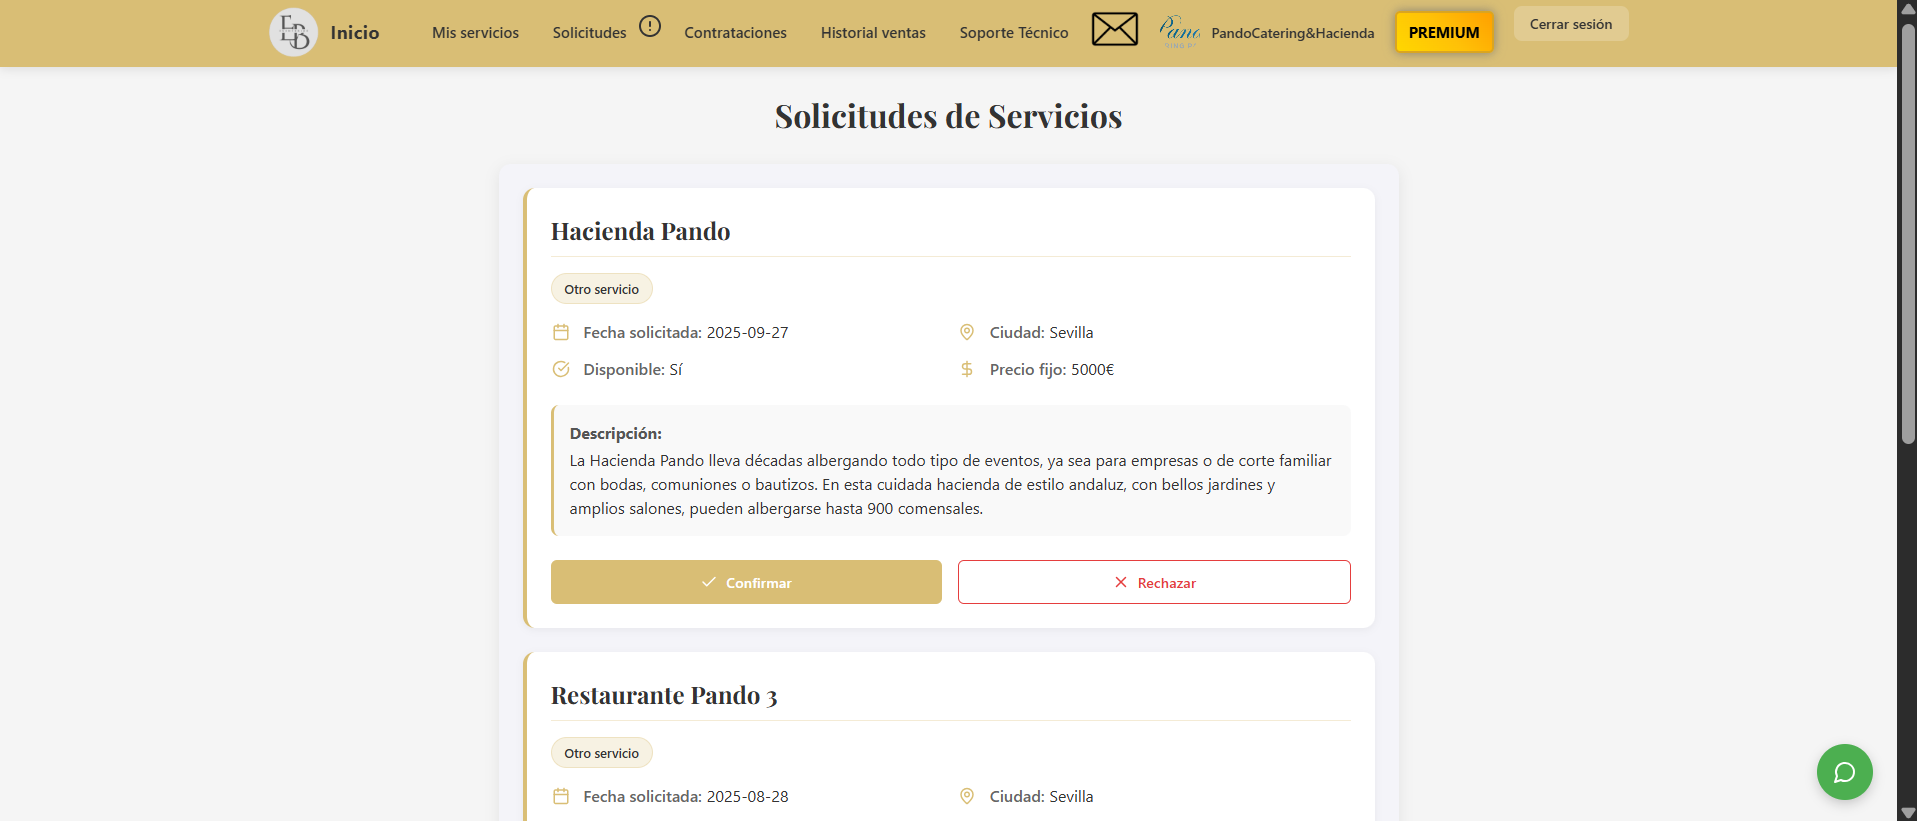 EDB
Inicio
Mis servicios
Solicitudes
Contrataciones
Historial ventas
Soporte Técnico
PandoCatering&Hacienda
PREMIUM
Cerrar sesión
Solicitudes de Servicios
Hacienda Pando
Otro servicio
Fecha solicitada: 2025-09-27
Ciudad: Sevilla
Disponible: Sí
Precio fijo: 5000€
Descripción:
La Hacienda Pando lleva décadas albergando todo tipo de eventos, ya sea para empresas o de corte familiar
con bodas, comuniones o bautizos. En esta cuidada hacienda de estilo andaluz, con bellos jardines y
amplios salones, pueden albergarse hasta 900 comensales.
Confirmar
Rechazar
Restaurante Pando 3
Otro servicio
Fecha solicitada: 2025-08-28
Ciudad: Sevilla